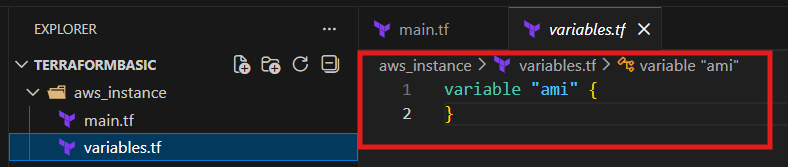 EXPLORER
...
main.tf
variables.tf
TERRAFORMBASIC
aws_instance
main.tf
variables.tf
aws_instance > variables.tf > variable "ami"
1 variable "ami" {
2 }